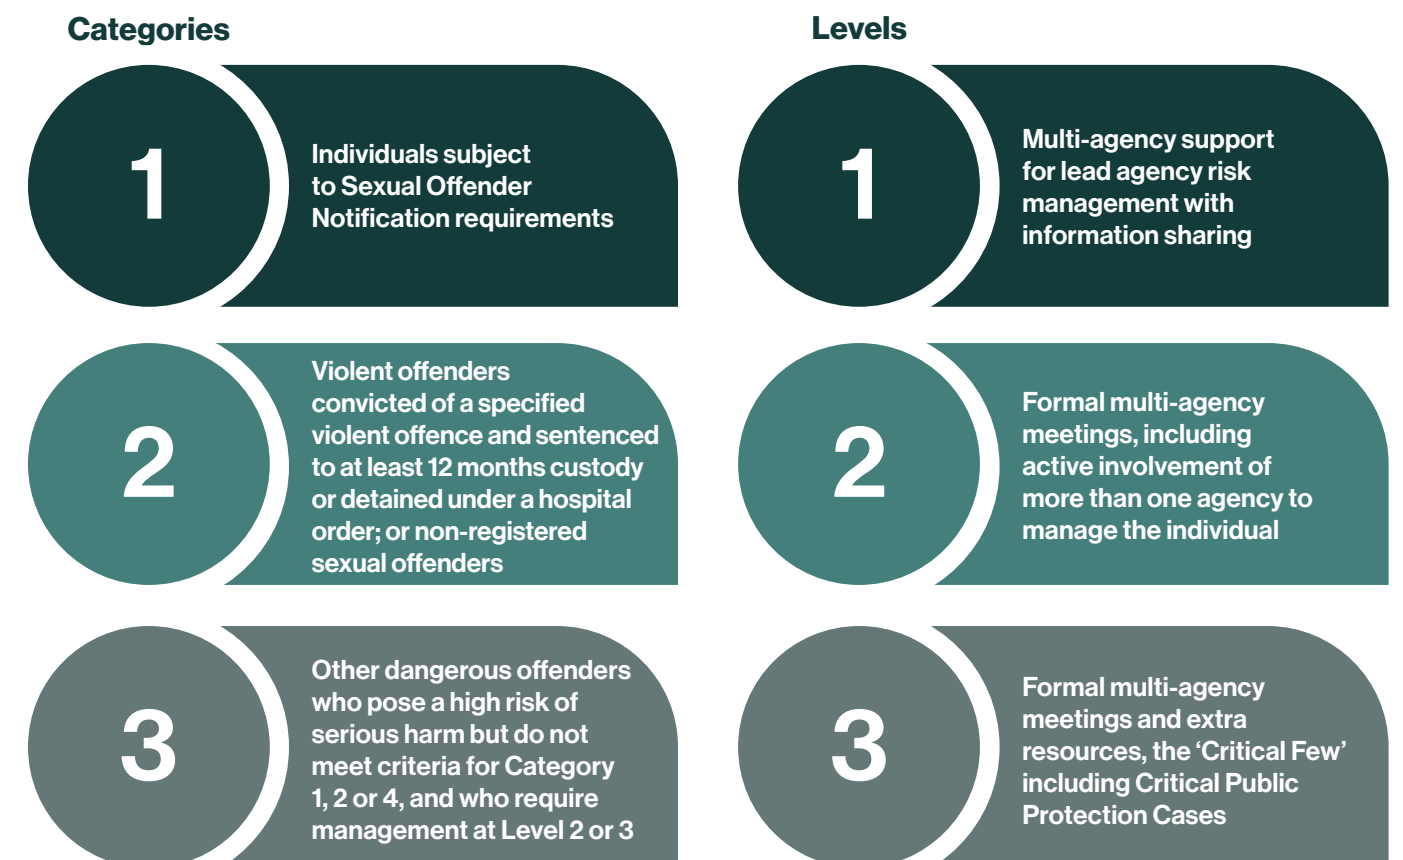 Categories
1
Individuals subject
to Sexual Offender
Notification requirements
2
Violent offenders
convicted of a specified
violent offence and sentenced
to at least 12 months custody
or detained under a hospital
order; or non-registered
sexual offenders
3
Other dangerous offenders
who pose a high risk of
serious harm but do not
meet criteria for Category
1, 2 or 4, and who require
management at Level 2 or 3
Levels
1
Multi-agency support
for lead agency risk
management with
information sharing
2
Formal multi-agency
meetings, including
active involvement of
more than one agency to
manage the individual
3
Formal multi-agency
meetings and extra
resources, the ‘Critical Few’
including Critical Public
Protection Cases